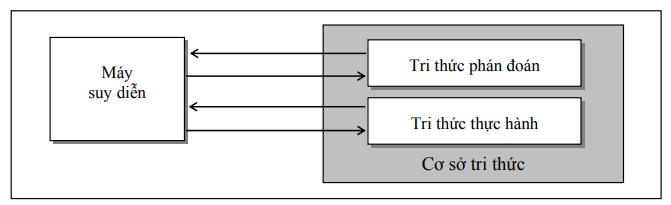 Máy
suy diễn
Tri thức phán đoán
Tri thức thực hành
Cơ sở tri thức